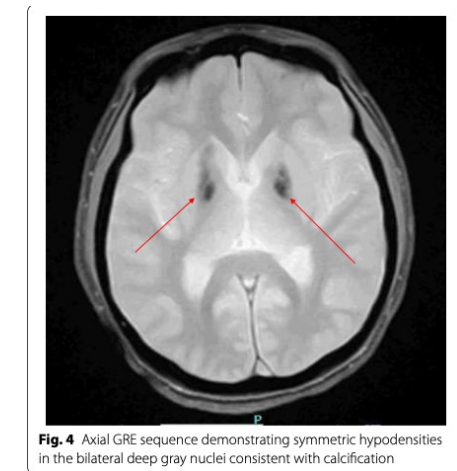 P
Fig. 4 Axial GRE sequence demonstrating symmetric hypodensities
in the bilateral deep gray nuclei consistent with calcification